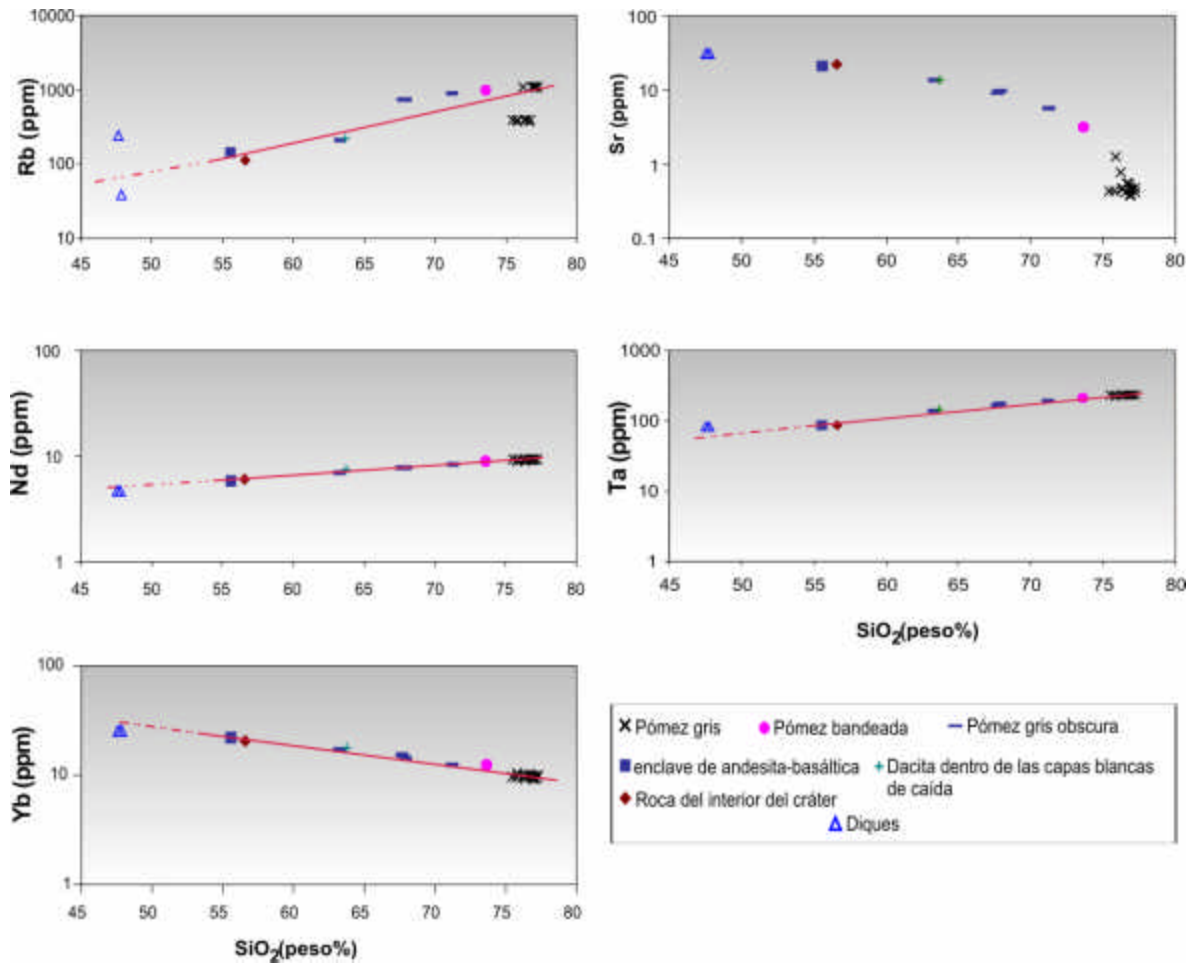 10000
1000
100
10
Rb (ppm)
45 50 55 60 65 70 75 80
100
10
1
0.1
Sr (ppm)
45 50 55 60 65 70 75 80
100
10
1
Nd (ppm)
45 50 55 60 65 70 75 80
1000
100
10
1
Ta (ppm)
45 50 55 60 65 70 75 80
SiO2(peso%)
100
10
1
Yb (ppm)
45 50 55 60 65 70 75 80
SiO2(peso%)
Pómez gris Pómez bandeada Pómez gris obscura
enclave de andesita-basáltica Dacita dentro de las capas blancas
de caída
Roca del interior del cráter
Diques